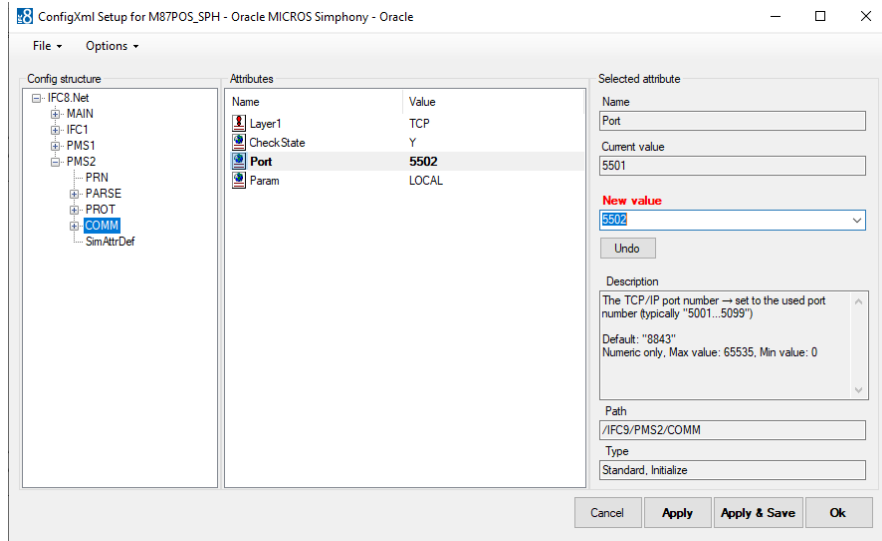 ConfigXml Setup for M87POS_SPH - Oracle MICROS Simphony - Oracle
File Options
Config structure
IFC8.Net
MAIN
IFC1
PMS1
PMS2
PRN
PARSE
PROT
COMM
SimAttrDef
Attributes
Name Value
Layer1 TCP
CheckState Y
Port 5502
Param LOCAL
Selected attribute
Name
Port
Current value
5501
New value
5502
Undo
Description
The TCP/IP port number → set to the used port
number (typically "5001...5099")
Default: "8843"
Numeric only, Max value: 65535, Min value: 0
Path
/IFC9/PMS2/COMM
Type
Standard, Initialize
Cancel Apply Apply & Save Ok